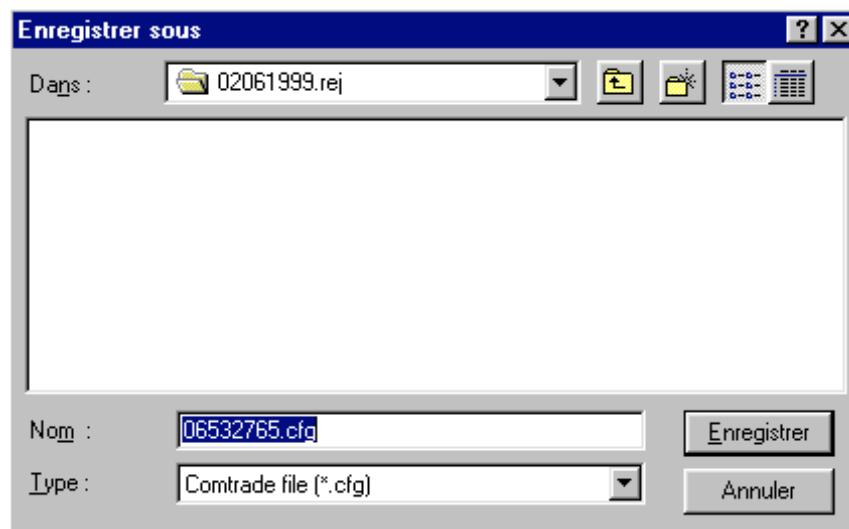 Enregistrer sous
Dans : 02061999.rej
Nom : 06532765.cfg
Enregistrer
Type : Comtrade file (*.cfg)
Annuler